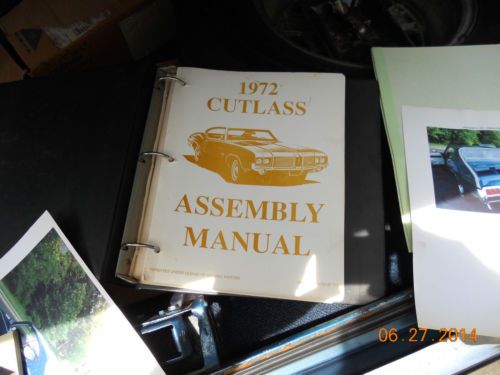 1972
CUTLASS
ASSEMBLY
MANUAL
06.27.2014